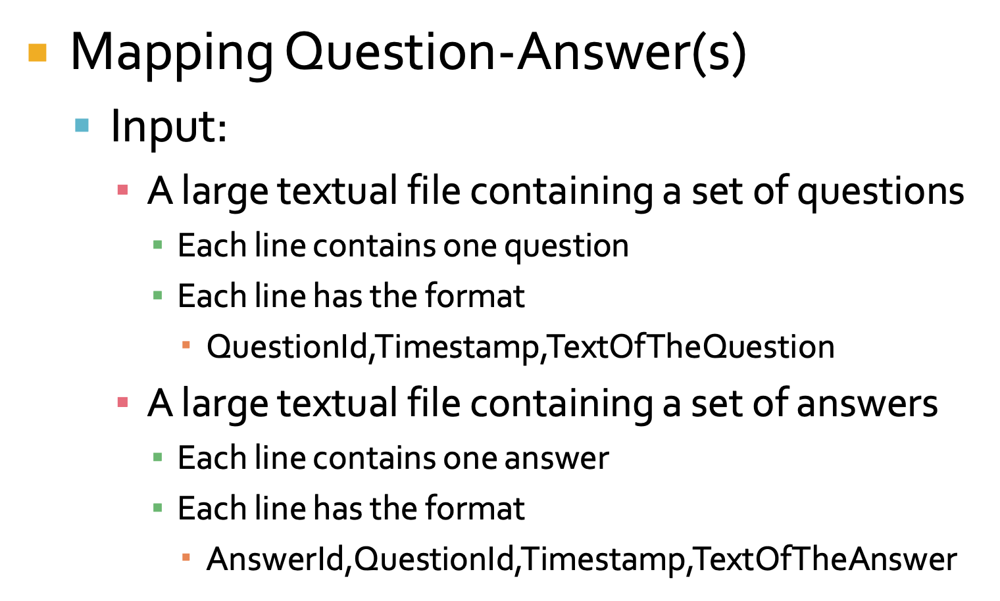 Mapping Question-Answer(s)
Input:
A large textual file containing a set of questions
Each line contains one question
Each line has the format
QuestionId,Timestamp,TextOfTheQuestion
A large textual file containing a set of answers
Each line contains one answer
Each line has the format
AnswerId,QuestionId,Timestamp,TextOfTheAnswer